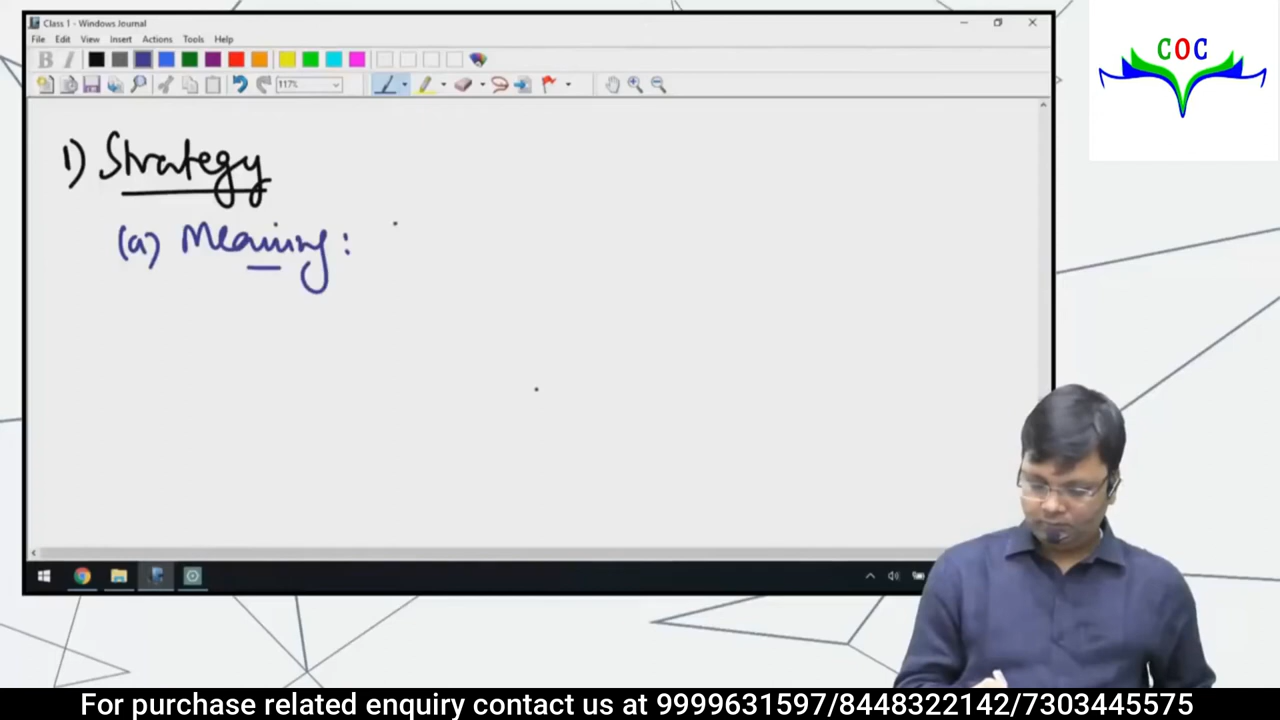 Class 1 - Windows Journal
File Edit View Insert Actions Tools Help
B I
117%
1) Strategy
(a) Meaning:
COC
For purchase related enquiry contact us at 9999631597/8448322142/7303445575